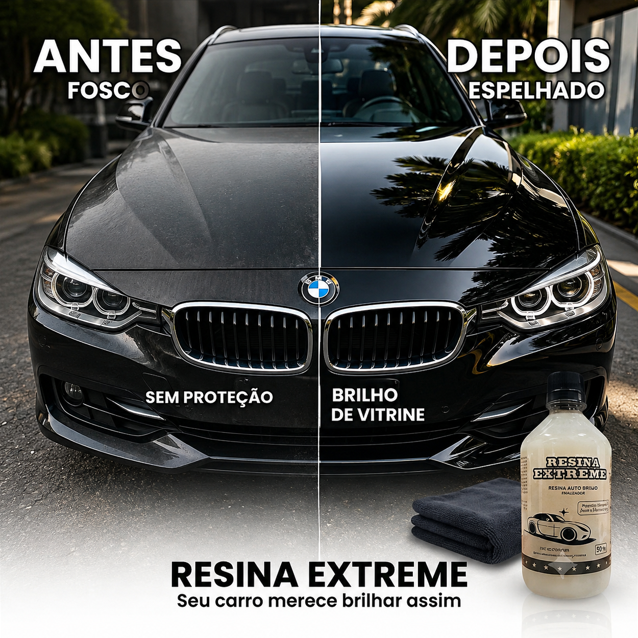 ANTES
FOSCO
DEPOIS
ESPELHADO
SEM PROTEÇÃO
BRILHO
DE VITRINE
RESINA
EXTREME
RESINA AUTO BRILHO
FINALIZADOR
RESINA EXTREME
Seu carro merece brilhar assim